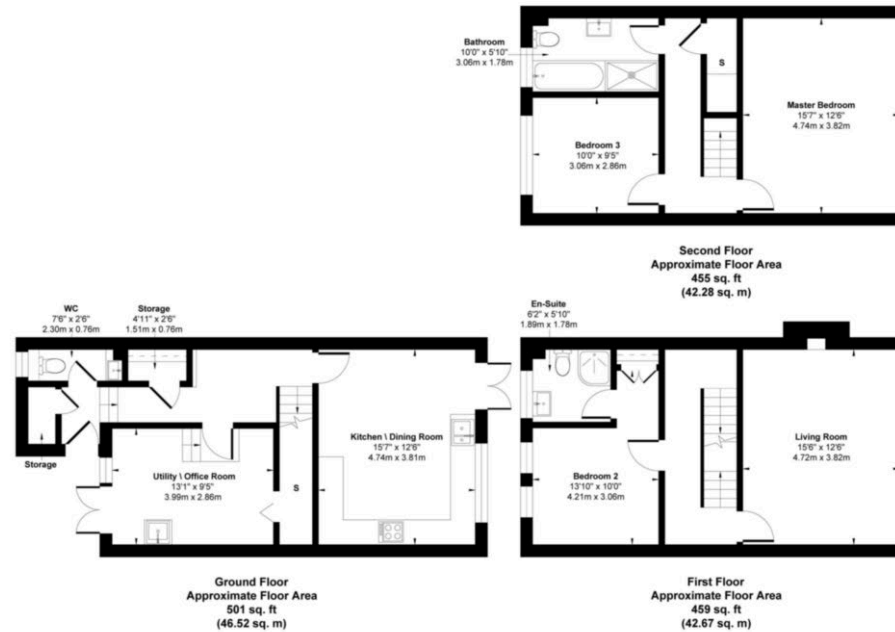 Bathroom
10'0" x 5'10"
3.06m x 1.78m
S
Master Bedroom
15'7" x 12'6"
4.74m x 3.82m
Bedroom 3
10'0" x 9'5"
3.06m x 2.86m
Second Floor
Approximate Floor Area
455 sq. ft
(42.28 sq. m)
WC
7'6" x 2'6"
2.30m x 0.76m
Storage
4'11" x 2'6"
1.51m x 0.76m
Storage
Utility \ Office Room
13'1" x 9'5"
3.99m x 2.86m
S
Kitchen \ Dining Room
15'7" x 12'6"
4.74m x 3.81m
Ground Floor
Approximate Floor Area
501 sq. ft
(46.52 sq. m)
En-Suite
6'2" x 5'10"
1.89m x 1.78m
Bedroom 2
13'10" x 10'0"
4.21m x 3.06m
Living Room
15'6" x 12'6"
4.72m x 3.82m
First Floor
Approximate Floor Area
459 sq. ft
(42.67 sq. m)